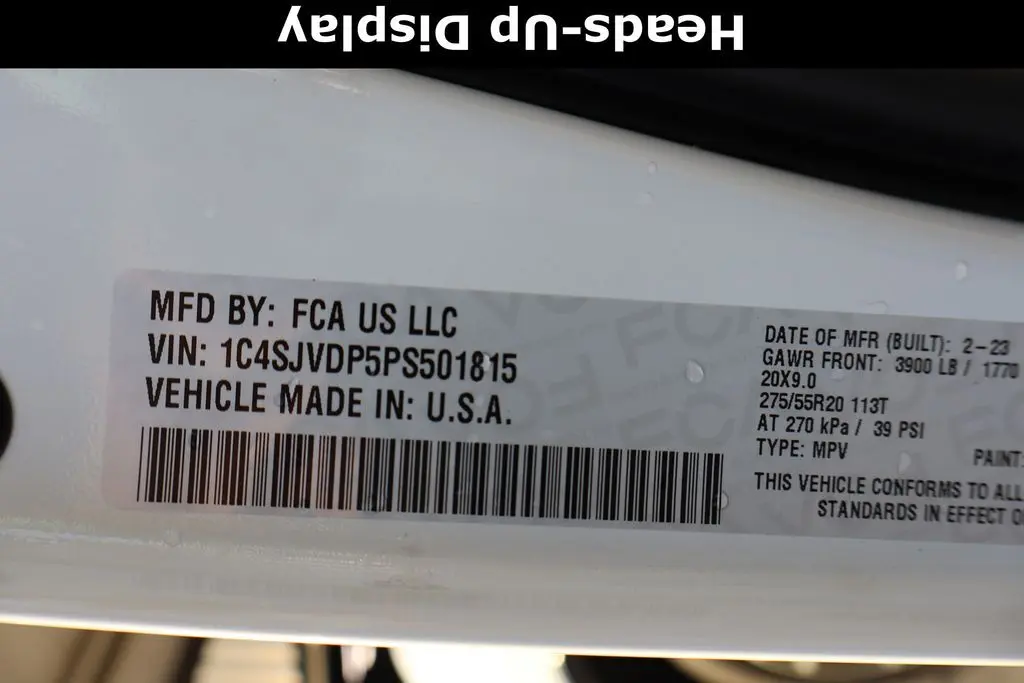 Heads-Up Display
MFD BY: FCA US LLC
VIN: 1C4SJVDP5PS501815
VEHICLE MADE IN: U.S.A.
DATE OF MFR (BUILT): 2-23
GAWR FRONT: 3900 LB / 1770
20X9.0
275/55R20 113T
AT 270 kPa / 39 PSI
TYPE: MPV
PAINT:
THIS VEHICLE CONFORMS TO ALL
STANDARDS IN EFFECT